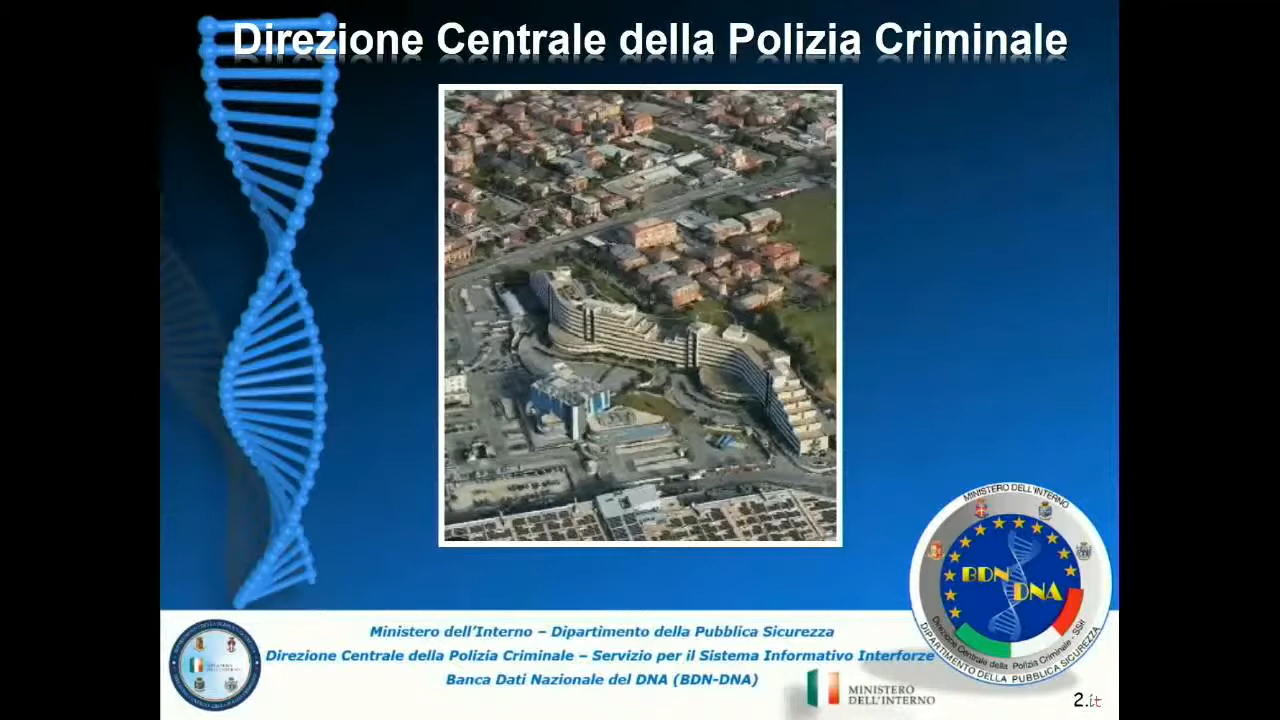 Direzione Centrale della Polizia Criminale
MINISTERO DELL'INTERNO
BDN
DNA
Direzione Centrale della Polizia Criminale - SSII
DIPARTIMENTO DELLA PUBBLICA SICUREZZA
Ministero dell'Interno – Dipartimento della Pubblica Sicurezza
Direzione Centrale della Polizia Criminale – Servizio per il Sistema Informativo Interforze
Banca Dati Nazionale del DNA (BDN-DNA)
MINISTERO
DELL'INTERNO
2.it